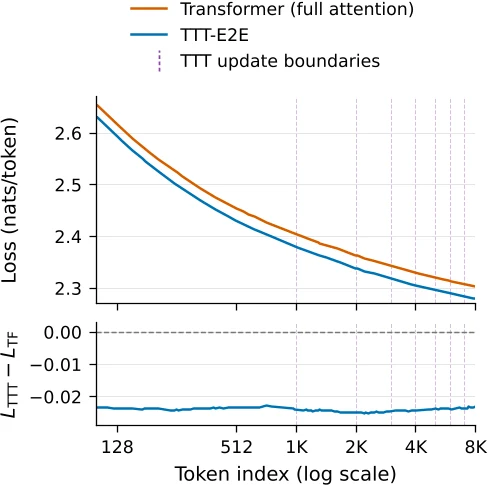 Transformer (full attention)
TTT-E2E
TTT update boundaries
Loss (nats/token)
2.6
2.5
2.4
2.3
L_TTT − L_TF
0.00
−0.01
−0.02
128 512 1K 2K 4K 8K
Token index (log scale)